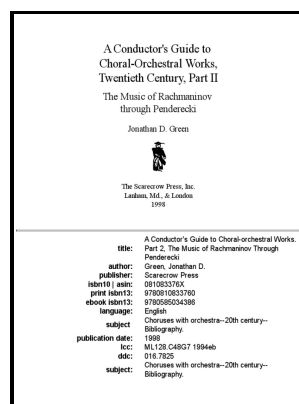 A Conductor's Guide to
Choral-Orchestral Works,
Twentieth Century, Part II
The Music of Rachmaninov
through Penderecki
Jonathan D. Green
The Scarecrow Press, Inc.
Lanham, Md., & London
1998
A Conductor's Guide to Choral-orchestral Works.
title: Part 2, The Music of Rachmaninov Through
Penderecki
author: Green, Jonathan D.
publisher: Scarecrow Press
isbn10 | asin: 081083376X
print isbn13: 9780810833760
ebook isbn13: 9780585034386
language: English
subject Choruses with orchestra--20th century--
Bibliography.
publication date: 1998
lcc: ML128.C48G7 1994eb
ddc: 016.7825
subject: Choruses with orchestra--20th century--
Bibliography.